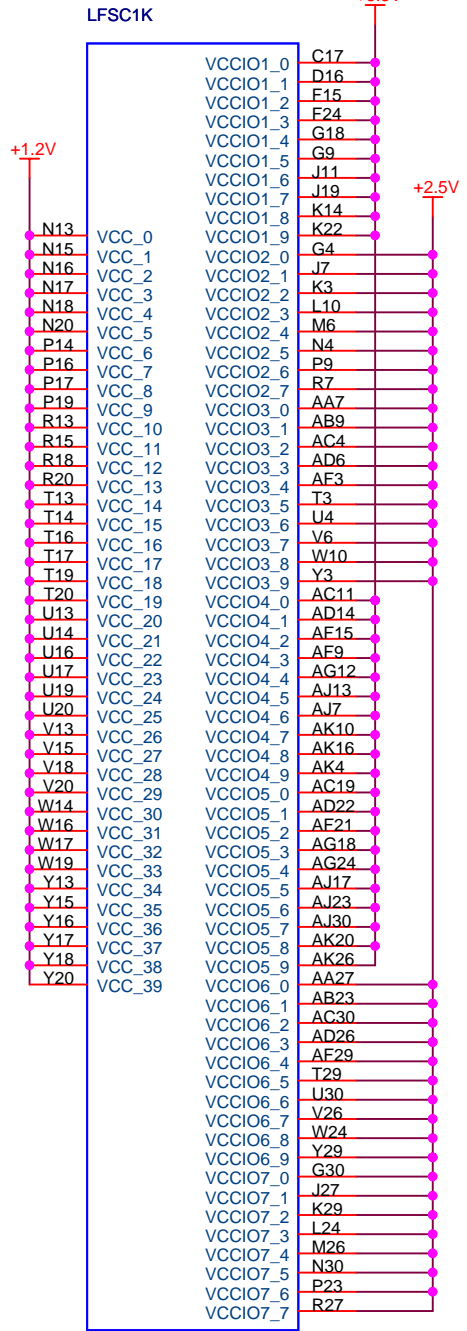 LFSC1K
+1.2V
+2.5V
N13 VCC_0
N15 VCC_1
N16 VCC_2
N17 VCC_3
N18 VCC_4
N20 VCC_5
P14 VCC_6
P16 VCC_7
P17 VCC_8
P19 VCC_9
R13 VCC_10
R15 VCC_11
R18 VCC_12
R20 VCC_13
T13 VCC_14
T14 VCC_15
T16 VCC_16
T17 VCC_17
T19 VCC_18
T20 VCC_19
U13 VCC_20
U14 VCC_21
U16 VCC_22
U17 VCC_23
U19 VCC_24
U20 VCC_25
V13 VCC_26
V15 VCC_27
V18 VCC_28
V20 VCC_29
W14 VCC_30
W16 VCC_31
W17 VCC_32
W19 VCC_33
Y13 VCC_34
Y15 VCC_35
Y16 VCC_36
Y17 VCC_37
Y18 VCC_38
Y20 VCC_39
VCCIO1_0 C17
VCCIO1_1 D16
VCCIO1_2 F15
VCCIO1_3 F24
VCCIO1_4 G18
VCCIO1_5 G9
VCCIO1_6 J11
VCCIO1_7 J19
VCCIO1_8 K14
VCCIO1_9 K22
VCCIO2_0 G4
VCCIO2_1 J7
VCCIO2_2 K3
VCCIO2_3 L10
VCCIO2_4 M6
VCCIO2_5 N4
VCCIO2_6 P9
VCCIO2_7 R7
VCCIO3_0 AA7
VCCIO3_1 AB9
VCCIO3_2 AC4
VCCIO3_3 AD6
VCCIO3_4 AF3
VCCIO3_5 T3
VCCIO3_6 U4
VCCIO3_7 V6
VCCIO3_8 W10
VCCIO3_9 Y3
VCCIO4_0 AC11
VCCIO4_1 AD14
VCCIO4_2 AF15
VCCIO4_3 AF9
VCCIO4_4 AG12
VCCIO4_5 AJ13
VCCIO4_6 AJ7
VCCIO4_7 AK10
VCCIO4_8 AK16
VCCIO4_9 AK4
VCCIO5_0 AC19
VCCIO5_1 AD22
VCCIO5_2 AF21
VCCIO5_3 AG18
VCCIO5_4 AG24
VCCIO5_5 AJ17
VCCIO5_6 AJ23
VCCIO5_7 AJ30
VCCIO5_8 AK20
VCCIO5_9 AK26
VCCIO6_0 AA27
VCCIO6_1 AB23
VCCIO6_2 AC30
VCCIO6_3 AD26
VCCIO6_4 AF29
VCCIO6_5 T29
VCCIO6_6 U30
VCCIO6_7 V26
VCCIO6_8 W24
VCCIO6_9 Y29
VCCIO7_0 G30
VCCIO7_1 J27
VCCIO7_2 K29
VCCIO7_3 L24
VCCIO7_4 M26
VCCIO7_5 N30
VCCIO7_6 P23
VCCIO7_7 R27